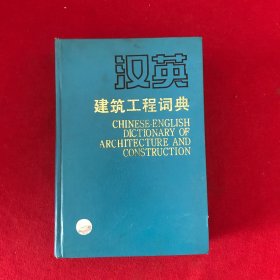 汉英
建筑工程词典
CHINESE-ENGLISH
DICTIONARY OF
ARCHITECTURE AND
CONSTRUCTION